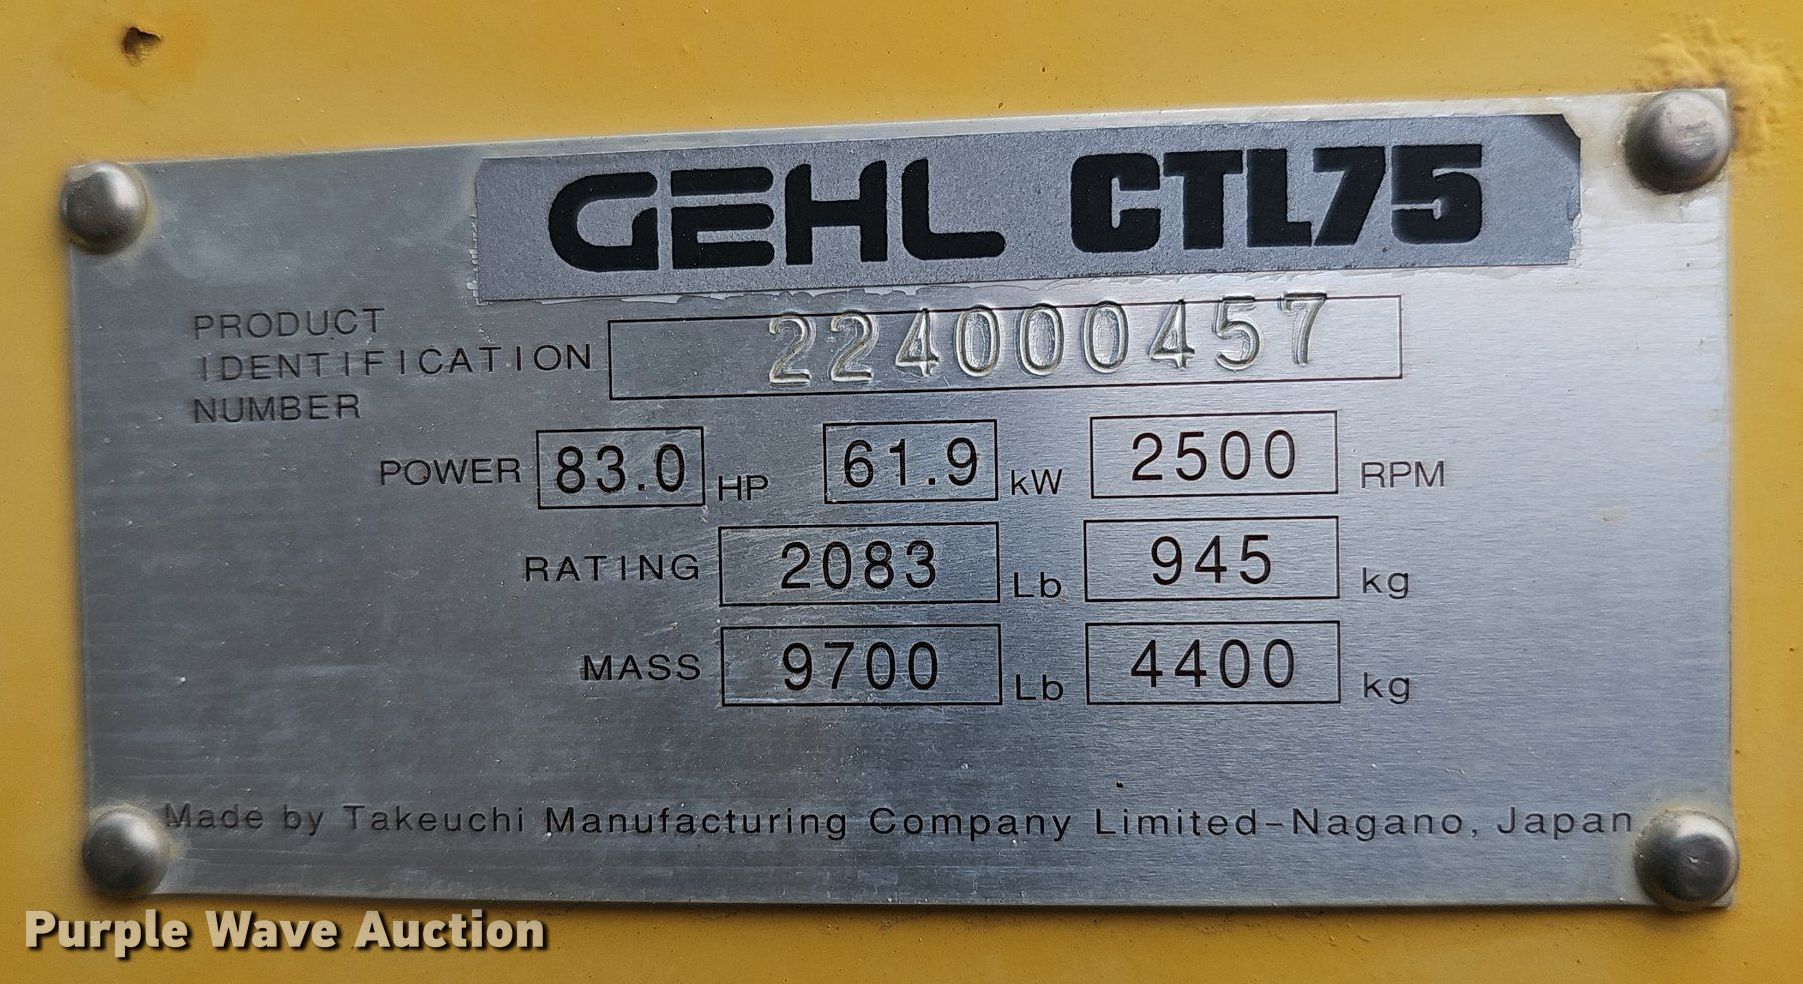 GEHL CTL75
PRODUCT
IDENTIFICATION 224000457
NUMBER
POWER 83.0 HP 61.9 kW 2500 RPM
RATING 2083 Lb 945 kg
MASS 9700 Lb 4400 kg
Made by Takeuchi Manufacturing Company Limited-Nagano, Japan
Purple Wave Auction